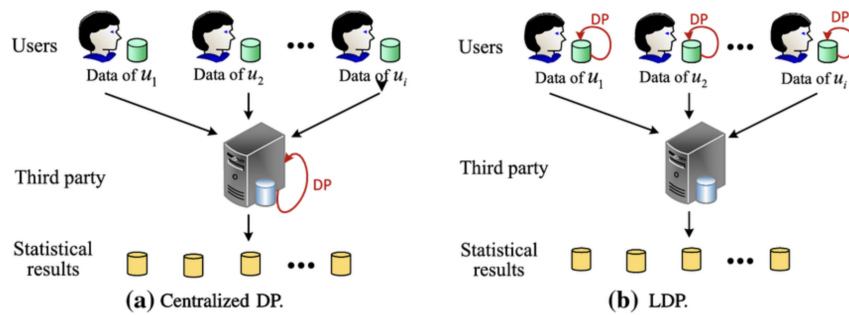 Users
Data of u1
Data of u2
Data of ui
Third party
DP
Statistical
results
(a) Centralized DP.
Users
DP
DP
DP
Data of u1
Data of u2
Data of ui
Third party
Statistical
results
(b) LDP.